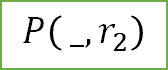 P( _, r₂)